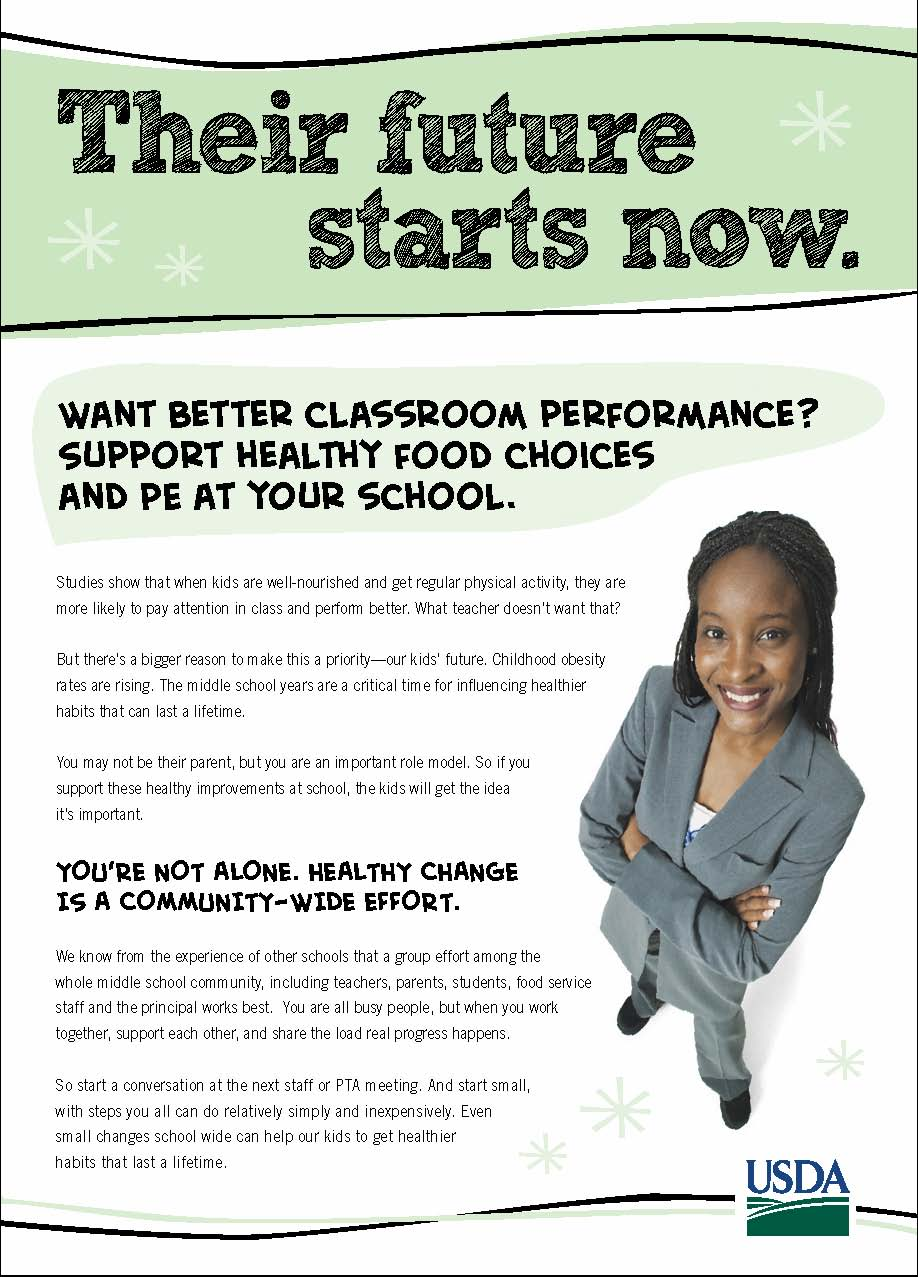 Their future
starts now.
WANT BETTER CLASSROOM PERFORMANCE?
SUPPORT HEALTHY FOOD CHOICES
AND PE AT YOUR SCHOOL.
Studies show that when kids are well-nourished and get regular physical activity, they are
more likely to pay attention in class and perform better. What teacher doesn't want that?
But there's a bigger reason to make this a priority—our kids' future. Childhood obesity
rates are rising. The middle school years are a critical time for influencing healthier
habits that can last a lifetime.
You may not be their parent, but you are an important role model. So if you
support these healthy improvements at school, the kids will get the idea
it's important.
YOU'RE NOT ALONE. HEALTHY CHANGE
IS A COMMUNITY-WIDE EFFORT.
We know from the experience of other schools that a group effort among the
whole middle school community, including teachers, parents, students, food service
staff and the principal works best.  You are all busy people, but when you work
together, support each other, and share the load real progress happens.
So start a conversation at the next staff or PTA meeting. And start small,
with steps you all can do relatively simply and inexpensively. Even
small changes school wide can help our kids to get healthier
habits that last a lifetime.
USDA